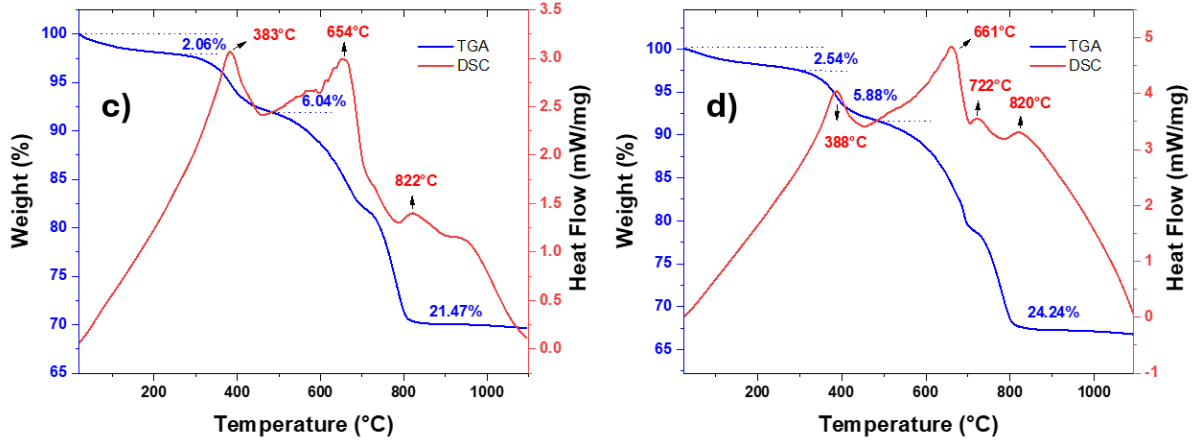 c)
383°C
654°C
2.06%
TGA
DSC
6.04%
822°C
21.47%
100
95
90
85
80
75
70
65
3.5
3.0
2.5
2.0
1.5
1.0
0.5
0.0
200 400 600 800 1000
Weight (%)
Heat Flow (mW/mg)
Temperature (°C)
d)
661°C
2.54%
TGA
DSC
5.88%
722°C
820°C
388°C
24.24%
100
95
90
85
80
75
70
65
5
4
3
2
1
0
-1
200 400 600 800 1000
Weight (%)
Heat Flow (mW/mg)
Temperature (°C)